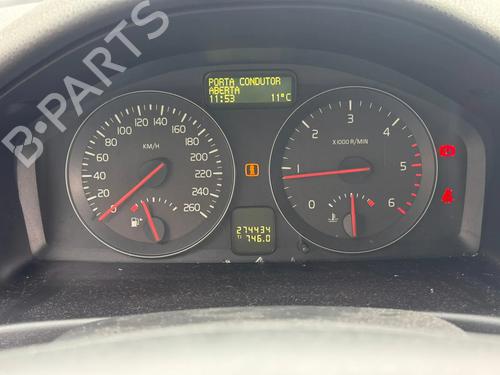 PORTA CONDUTOR
ABERTA
11:53 11°C
B-PARTS
0 20 40 60 80 100 120 140 160 180 200 220 240 260
KM/H
0 1 2 3 4 5 6
X1000 R/MIN
274434
T1 746.0